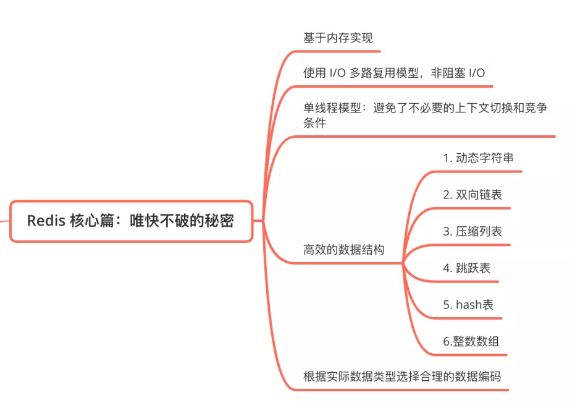 基于内存实现
使用 I/O 多路复用模型，非阻塞 I/O
单线程模型：避免了不必要的上下文切换和竞争
条件
1. 动态字符串
2. 双向链表
Redis 核心篇：唯快不破的秘密
3. 压缩列表
高效的数据结构
4. 跳跃表
5. hash表
6.整数数组
根据实际数据类型选择合理的数据编码